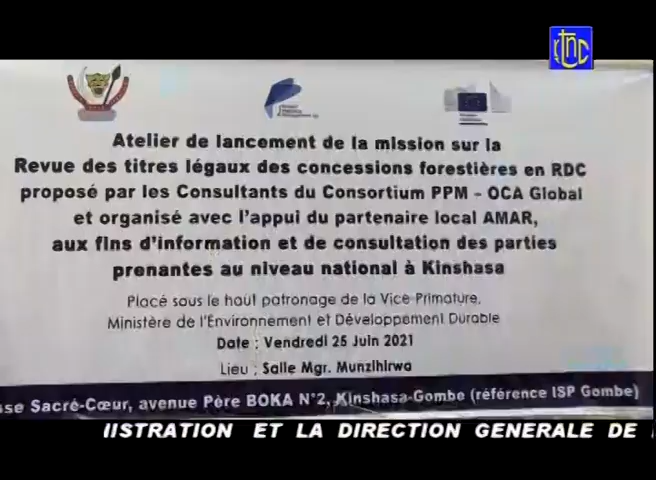 RTNC
Atelier de lancement de la mission sur la
Revue des titres légaux des concessions forestières en RDC
proposé par les Consultants du Consortium PPM - OCA Global
et organisé avec l'appui du partenaire local AMAR,
aux fins d'information et de consultation des parties
prenantes au niveau national à Kinshasa
Placé sous le haut patronage de la Vice-Primature,
Ministère de l'Environnement et Développement Durable
Date : Vendredi 25 Juin 2021
Lieu : Salle Mgr. Munzihirwa
sse Sacré-Cœur, avenue Père BOKA N°2, Kinshasa-Gombe (référence ISP Gombe)
ISTRATION ET LA DIRECTION GENERALE DE